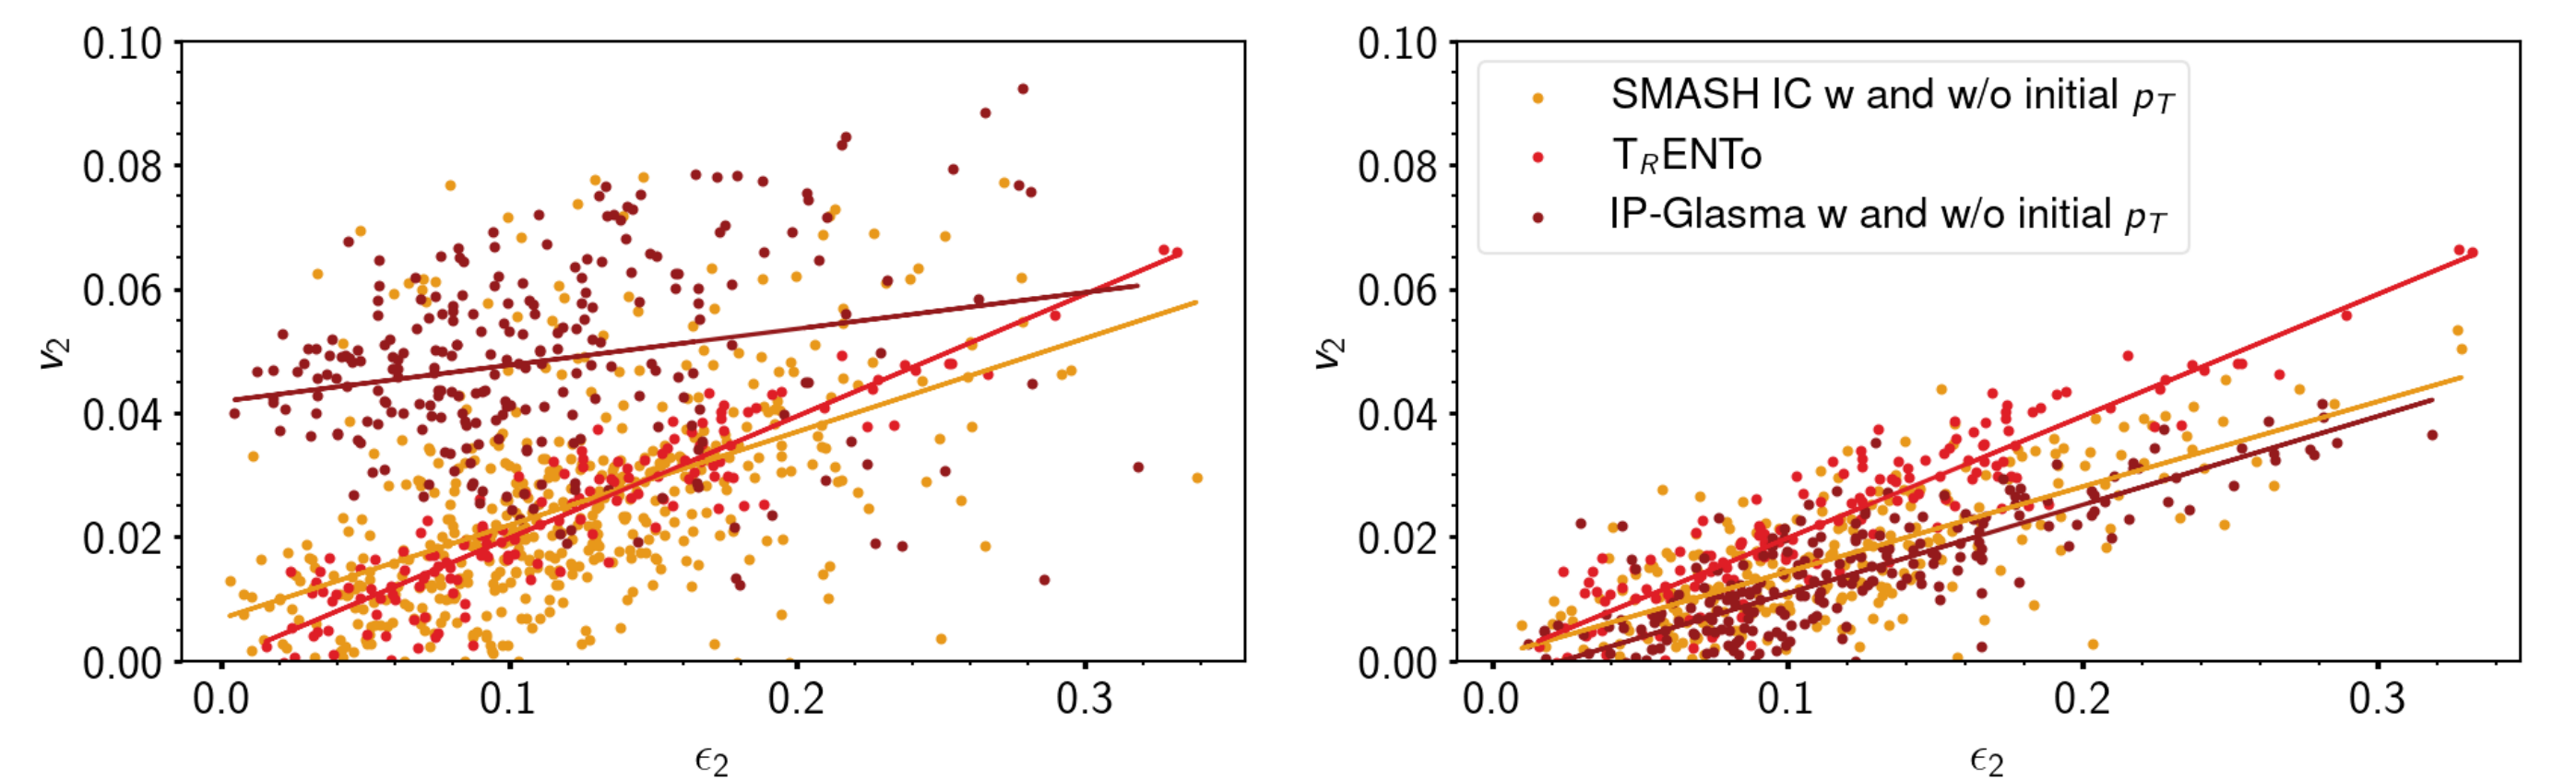 0.10
0.08
0.06
0.04
0.02
0.00
v2
0.0 0.1 0.2 0.3
ϵ2
0.10
0.08
0.06
0.04
0.02
0.00
v2
SMASH IC w and w/o initial pT
TRENTo
IP-Glasma w and w/o initial pT
0.0 0.1 0.2 0.3
ϵ2